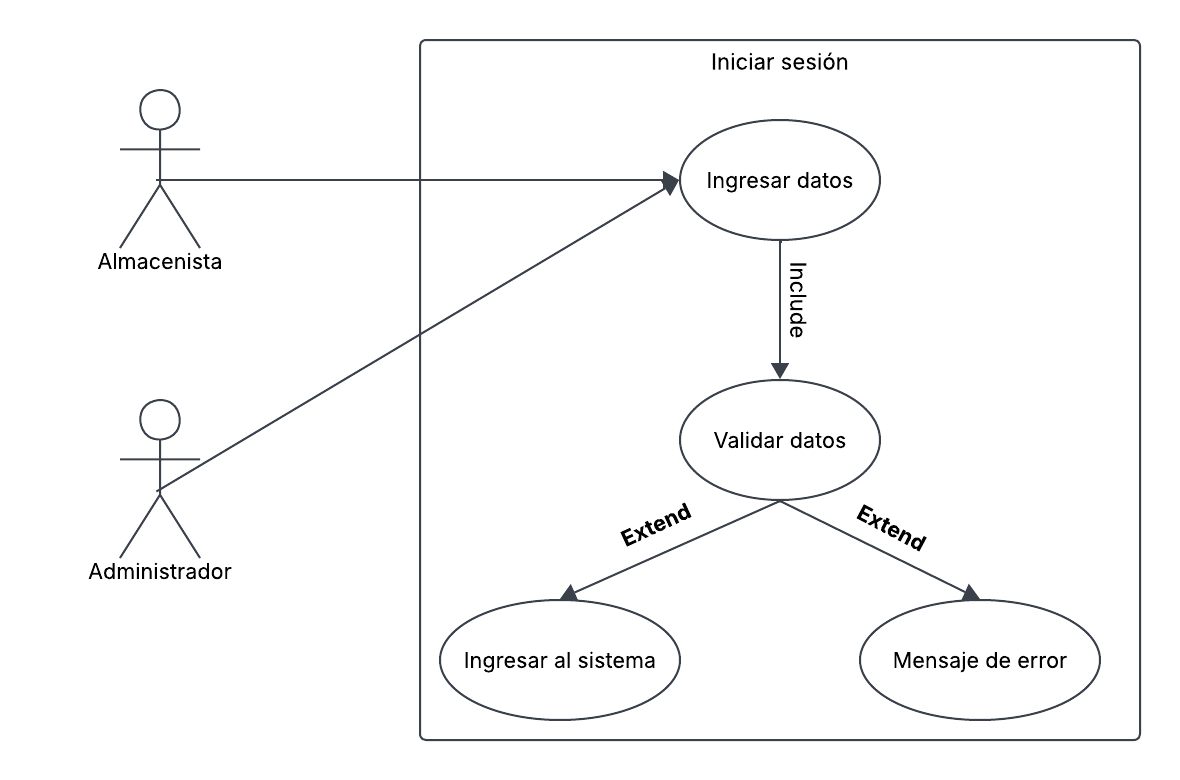 Iniciar sesión
Ingresar datos
Almacenista
Include
Validar datos
Extend
Extend
Administrador
Ingresar al sistema
Mensaje de error